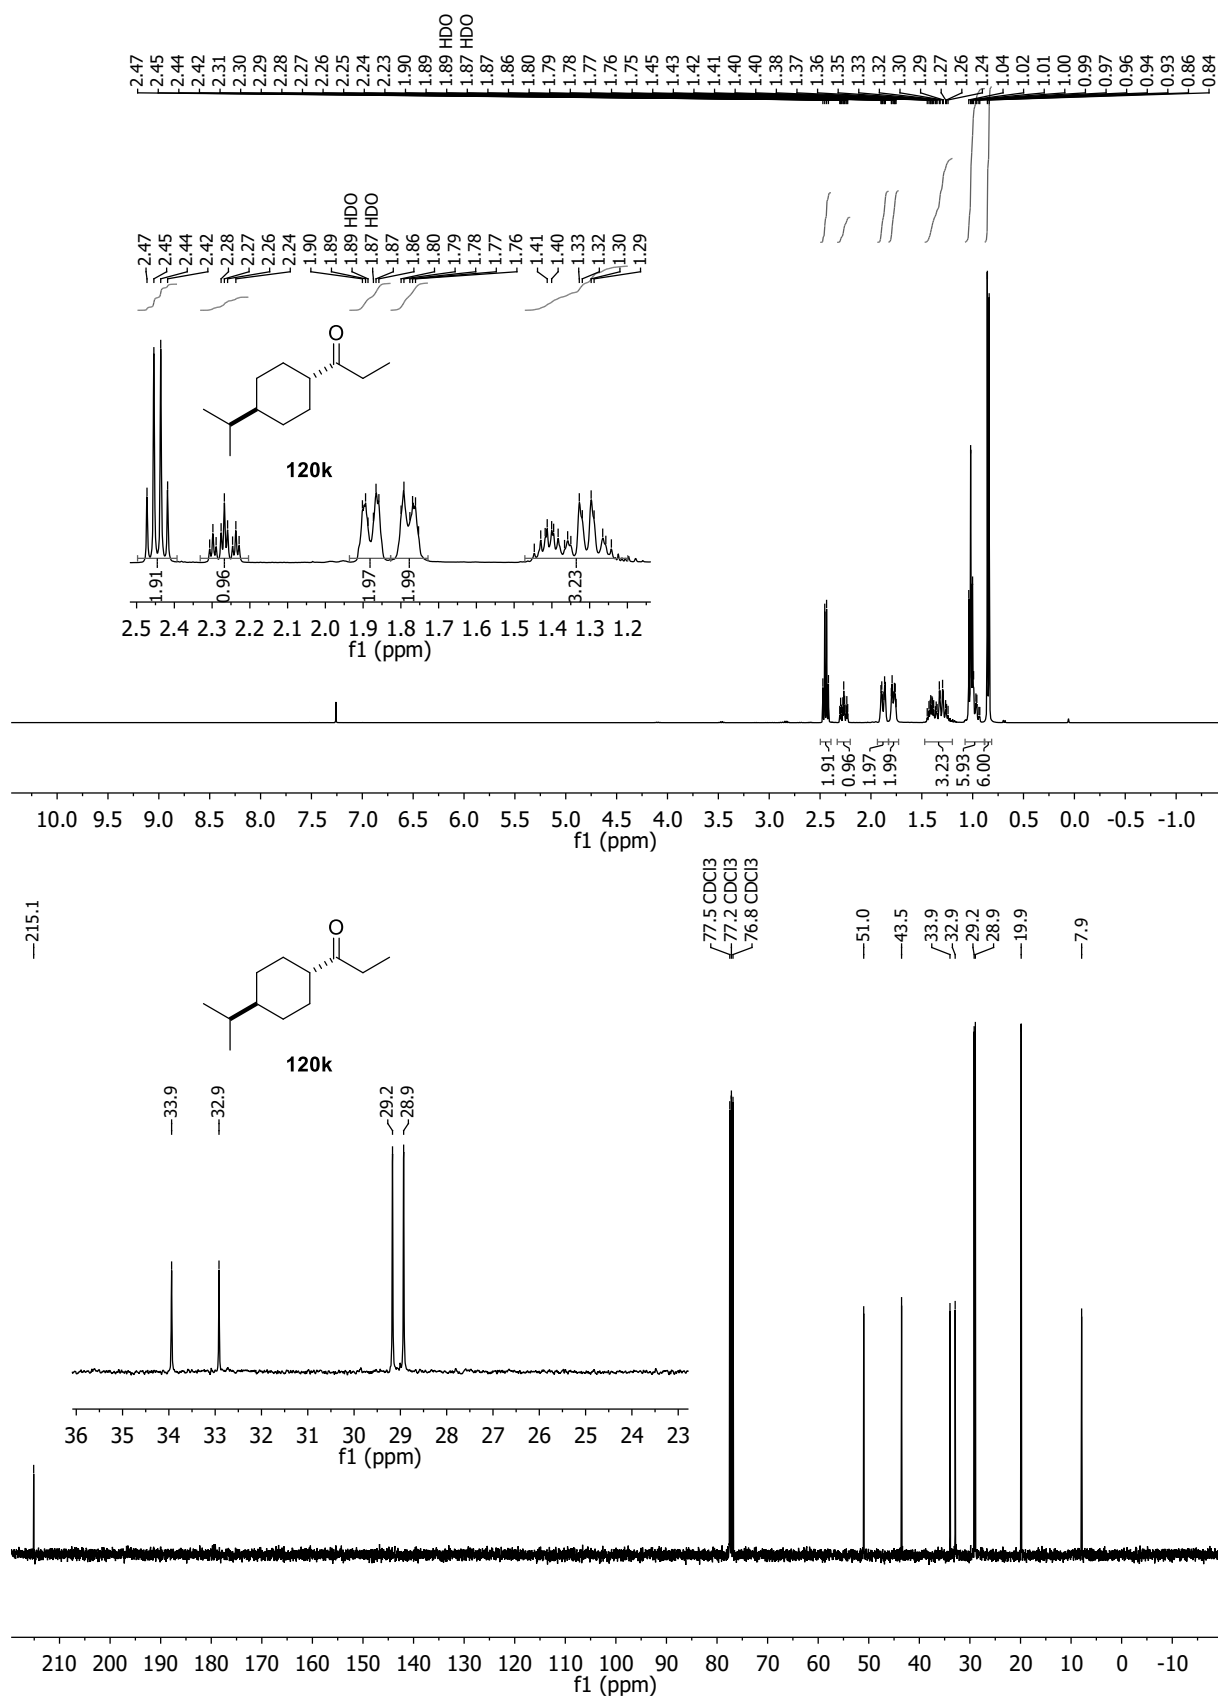 2.47 2.45 2.44 2.42 2.31 2.30 2.29 2.28 2.27 2.26 2.25 2.24 2.23 1.90 1.89 1.89 HDO 1.87 HDO 1.87 1.86 1.80 1.79 1.78 1.77 1.76 1.75 1.45 1.43 1.42 1.41 1.40 1.40 1.38 1.37 1.36 1.35 1.33 1.32 1.30 1.29 1.27 1.26 1.24 1.04 1.02 1.01 1.00 0.99 0.97 0.96 0.94 0.93 0.86 0.84
2.47 2.45 2.44 2.42 2.28 2.27 2.26 2.24 1.90 1.89 1.89 HDO 1.87 HDO 1.87 1.86 1.80 1.79 1.78 1.77 1.76 1.41 1.40 1.33 1.32 1.30 1.29
O
120k
1.91 0.96 1.97 1.99 3.23
2.5 2.4 2.3 2.2 2.1 2.0 1.9 1.8 1.7 1.6 1.5 1.4 1.3 1.2
f1 (ppm)
1.91 0.96 1.97 1.99 3.23 5.93 6.00
10.0 9.5 9.0 8.5 8.0 7.5 7.0 6.5 6.0 5.5 5.0 4.5 4.0 3.5 3.0 2.5 2.0 1.5 1.0 0.5 0.0 -0.5 -1.0
f1 (ppm)
215.1 77.5 CDCl3 77.2 CDCl3 76.8 CDCl3 51.0 43.5 33.9 32.9 29.2 28.9 19.9 7.9
O
120k
33.9 32.9 29.2 28.9
36 35 34 33 32 31 30 29 28 27 26 25 24 23
f1 (ppm)
210 200 190 180 170 160 150 140 130 120 110 100 90 80 70 60 50 40 30 20 10 0 -10
f1 (ppm)